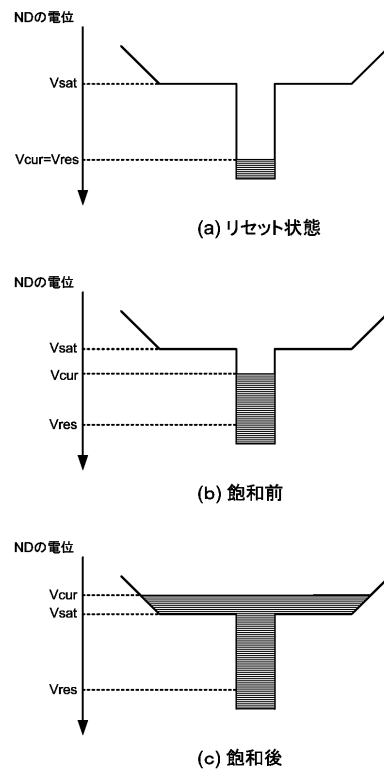 NDの電位
Vsat
Vcur=Vres
(a) リセット状態
NDの電位
Vsat
Vcur
Vres
(b) 飽和前
NDの電位
Vcur
Vsat
Vres
(c) 飽和後